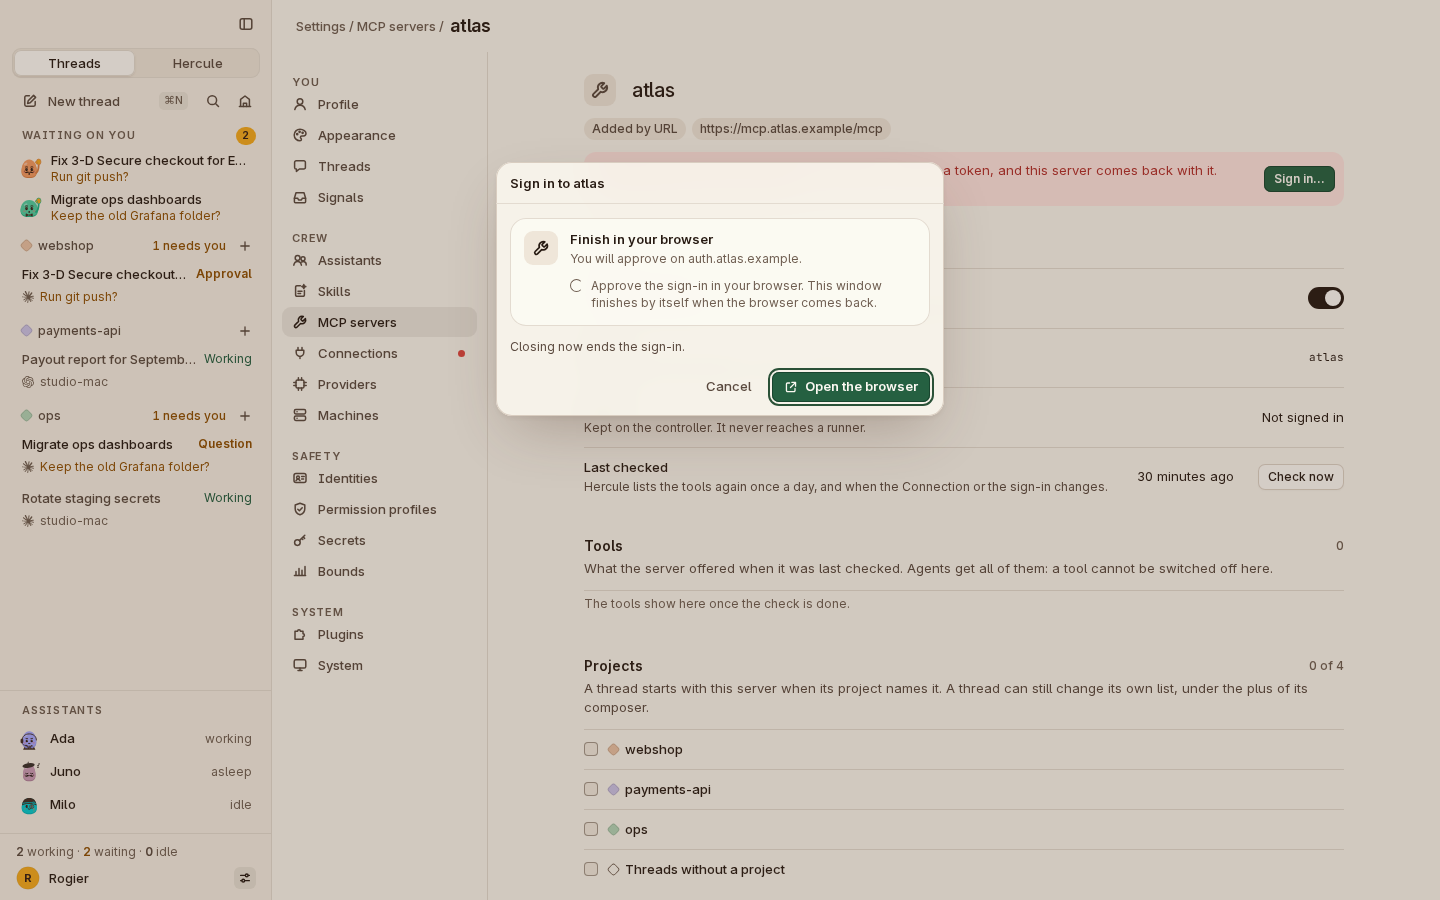 Settings / MCP servers / atlas
Threads
Hercule
New thread
⌘N
WAITING ON YOU
2
Fix 3-D Secure checkout for E…
Run git push?
Migrate ops dashboards
Keep the old Grafana folder?
webshop
1 needs you
Fix 3-D Secure checkout…
Approval
Run git push?
payments-api
Payout report for Septemb…
Working
studio-mac
ops
1 needs you
Migrate ops dashboards
Question
Keep the old Grafana folder?
Rotate staging secrets
Working
studio-mac
ASSISTANTS
Ada
working
Juno
asleep
Milo
idle
2 working · 2 waiting · 0 idle
R
Rogier
YOU
Profile
Appearance
Threads
Signals
CREW
Assistants
Skills
MCP servers
Connections
Providers
Machines
SAFETY
Identities
Permission profiles
Secrets
Bounds
SYSTEM
Plugins
System
atlas
Added by URL
https://mcp.atlas.example/mcp
a token, and this server comes back with it.
Sign in…
Sign in to atlas
Finish in your browser
You will approve on auth.atlas.example.
Approve the sign-in in your browser. This window
finishes by itself when the browser comes back.
Closing now ends the sign-in.
Cancel
Open the browser
atlas
Not signed in
Kept on the controller. It never reaches a runner.
Last checked
Hercule lists the tools again once a day, and when the Connection or the sign-in changes.
30 minutes ago
Check now
Tools
0
What the server offered when it was last checked. Agents get all of them: a tool cannot be switched off here.
The tools show here once the check is done.
Projects
0 of 4
A thread starts with this server when its project names it. A thread can still change its own list, under the plus of its
composer.
webshop
payments-api
ops
Threads without a project